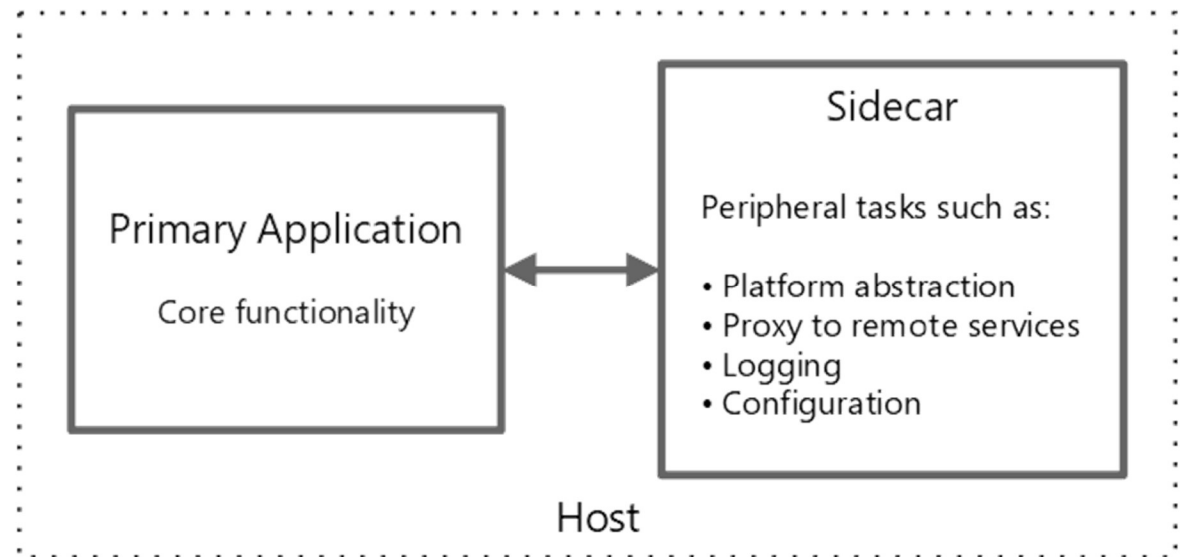 Primary Application
Core functionality
Sidecar
Peripheral tasks such as:
• Platform abstraction
• Proxy to remote services
• Logging
• Configuration
Host